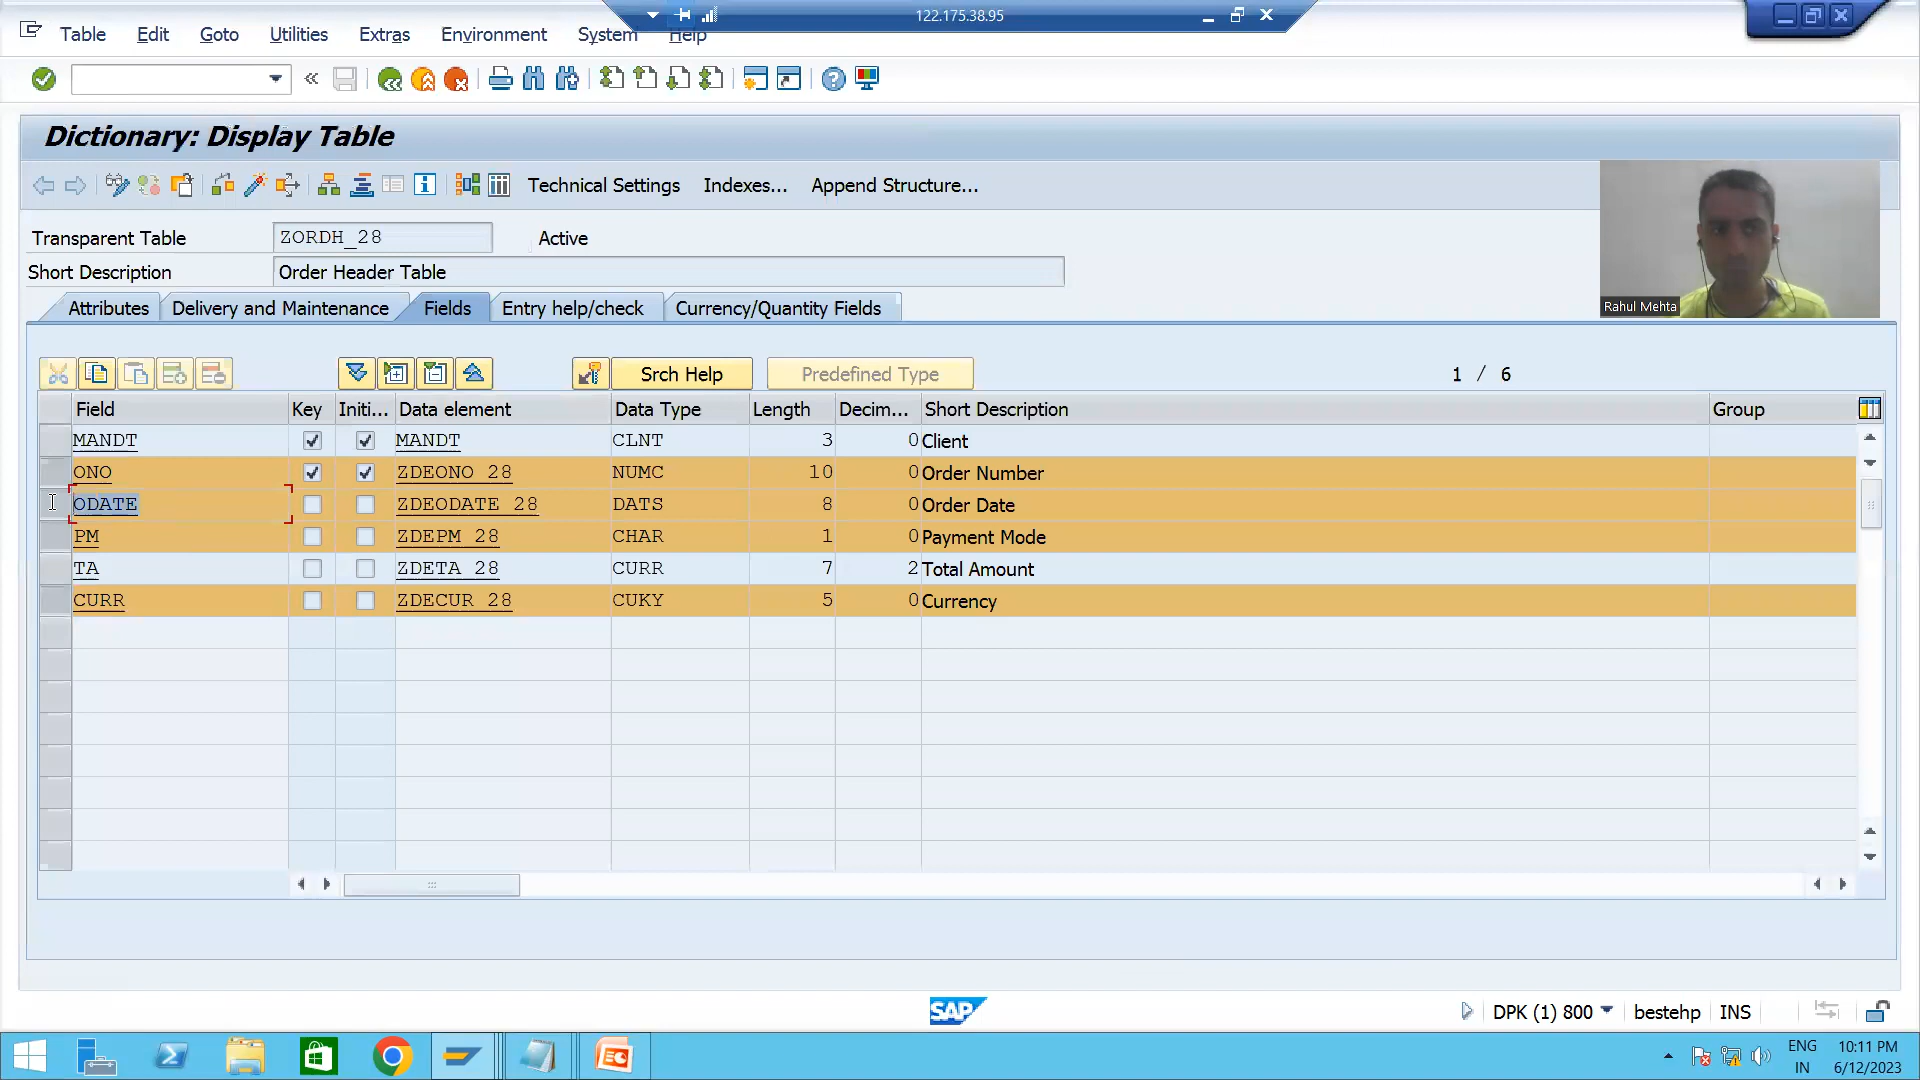 122.175.38.95
Table Edit Goto Utilities Extras Environment System Help
Dictionary: Display Table
Technical Settings Indexes... Append Structure...
Transparent Table ZORDH_28 Active
Short Description Order Header Table
Rahul Mehta
Attributes Delivery and Maintenance Fields Entry help/check Currency/Quantity Fields
Srch Help Predefined Type 1 / 6
Field Key Initi... Data element Data Type Length Decim... Short Description Group
MANDT MANDT CLNT 3 0 Client
ONO ZDEONO_28 NUMC 10 0 Order Number
ODATE ZDEODATE_28 DATS 8 0 Order Date
PM ZDEPM_28 CHAR 1 0 Payment Mode
TA ZDETA_28 CURR 7 2 Total Amount
CURR ZDECUR_28 CUKY 5 0 Currency
SAP DPK (1) 800 bestehp INS
ENG 10:11 PM
IN 6/12/2023